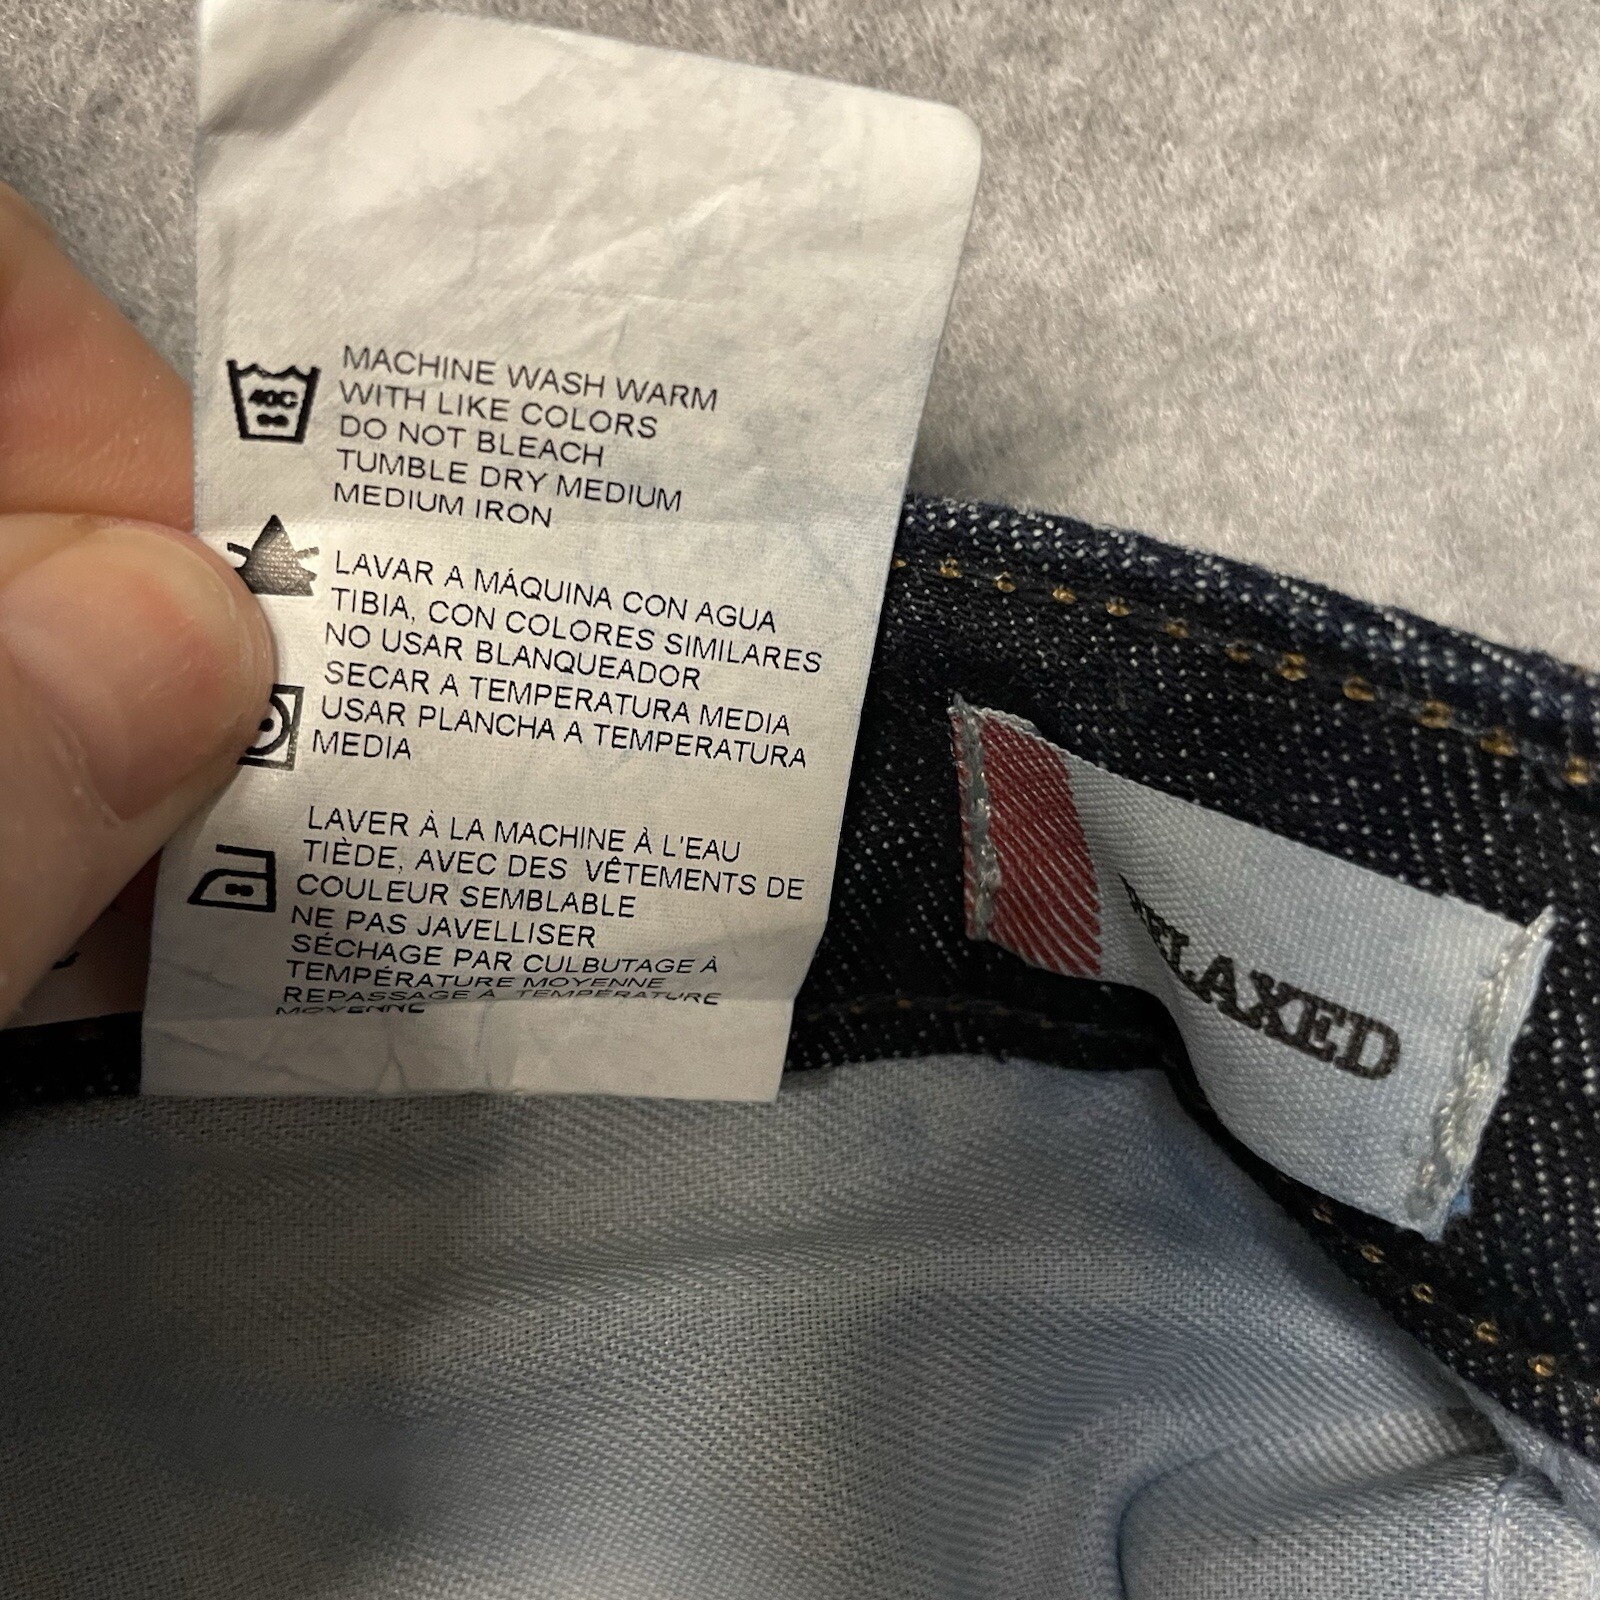 40C
MACHINE WASH WARM
WITH LIKE COLORS
DO NOT BLEACH
TUMBLE DRY MEDIUM
MEDIUM IRON
LAVAR A MÁQUINA CON AGUA
TIBIA, CON COLORES SIMILARES
NO USAR BLANQUEADOR
SECAR A TEMPERATURA MEDIA
USAR PLANCHA A TEMPERATURA
MEDIA
LAVER À LA MACHINE À L'EAU
TIÈDE, AVEC DES VÊTEMENTS DE
COULEUR SEMBLABLE
NE PAS JAVELLISER
SÉCHAGE PAR CULBUTAGE À
TEMPÉRATURE MOYENNE
REPASSAGE À TEMPÉRATURE
MOYENNE
RELAXED